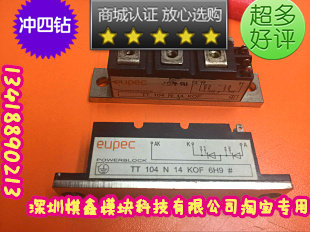 冲四钻
商城认证 放心选购
超多
好评
★★★★★
eupec
TT 104 N 14 KOF
eupec
AK
K
A
POWERBLOCK
TT 104 N 14 KOF 6H9 #
13418890213
深圳祺鑫模块科技有限公司淘宝专用